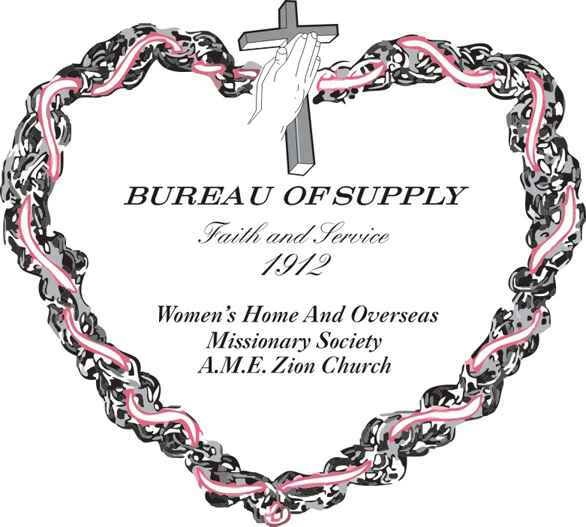 BUREAU OF SUPPLY
Faith and Service
1912
Women's Home And Overseas
Missionary Society
A.M.E. Zion Church